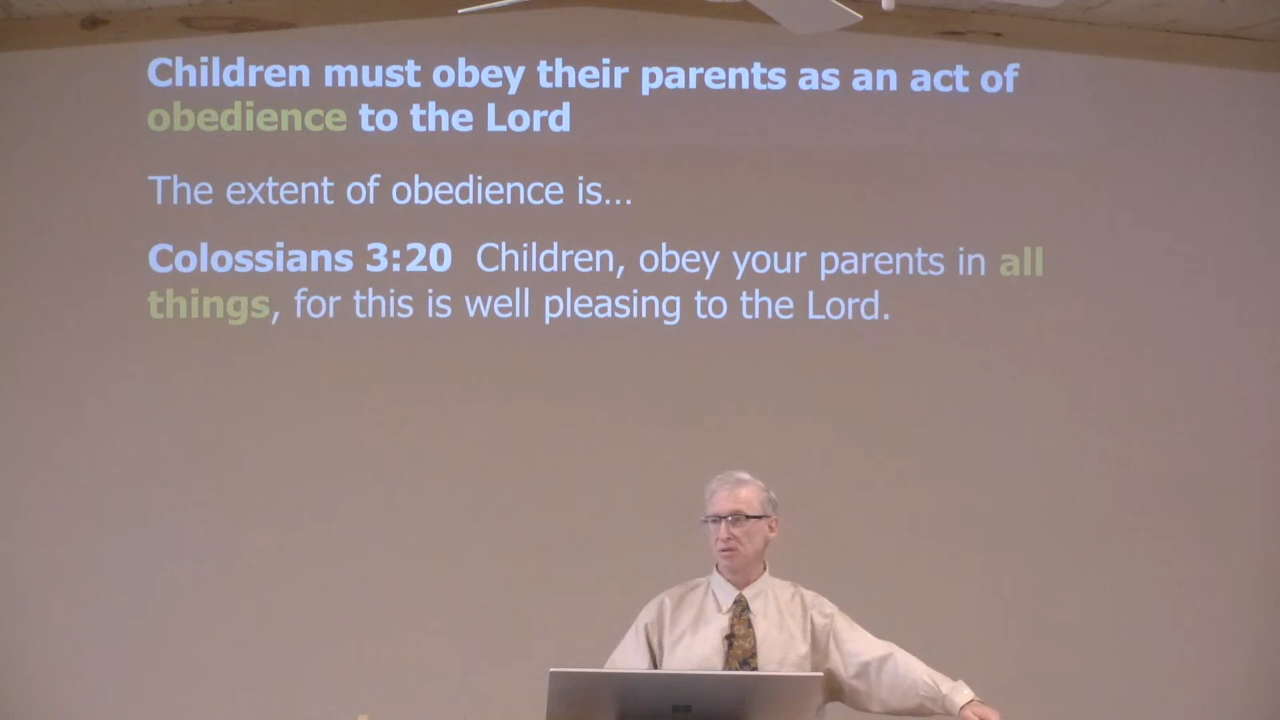 Children must obey their parents as an act of
obedience to the Lord
The extent of obedience is...
Colossians 3:20 Children, obey your parents in all
things, for this is well pleasing to the Lord.